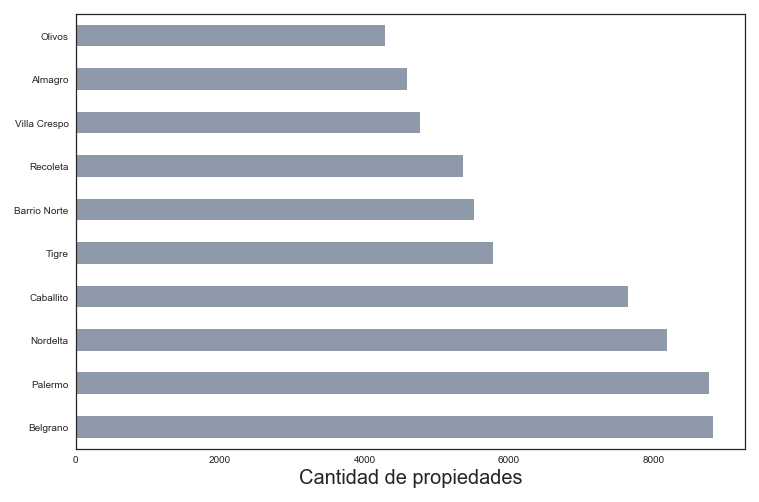 Olivos
Almagro
Villa Crespo
Recoleta
Barrio Norte
Tigre
Caballito
Nordelta
Palermo
Belgrano
0 2000 4000 6000 8000
Cantidad de propiedades